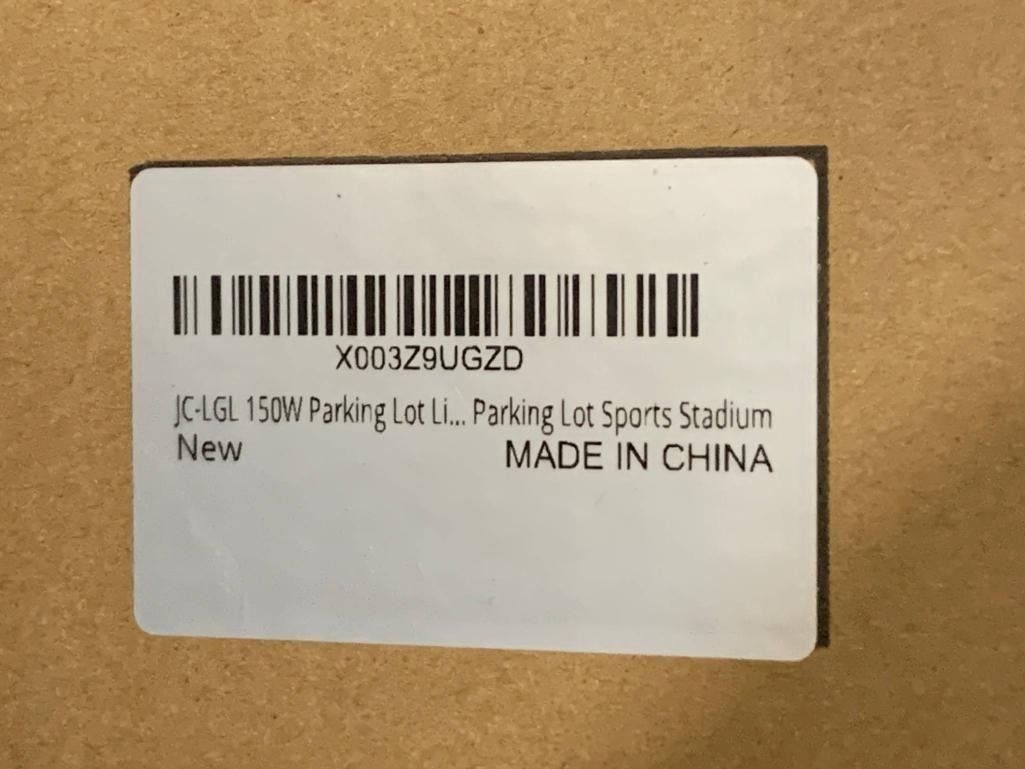 X003Z9UGZD
JC-LGL 150W Parking Lot Li... Parking Lot Sports Stadium
New MADE IN CHINA